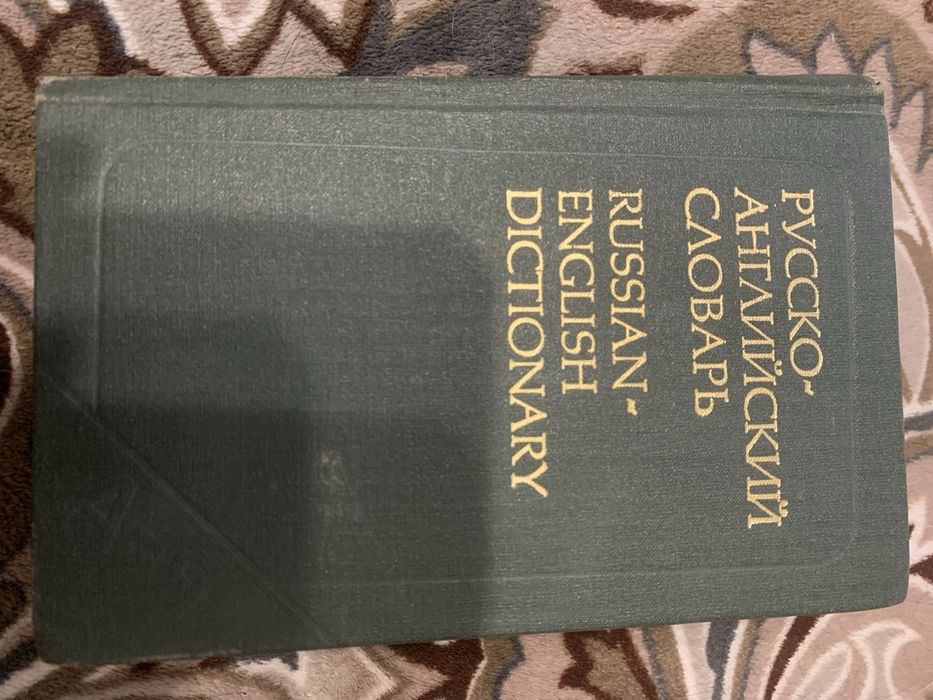 РУССКО-
АНГЛИЙСКИЙ
СЛОВАРЬ
RUSSIAN-
ENGLISH
DICTIONARY